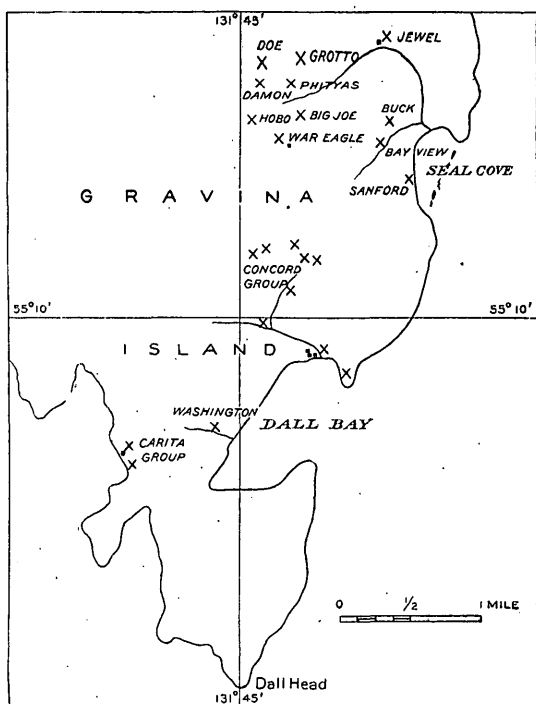 131°45'
JEWEL
DOE
GROTTO
DAMON
PHITYAS
HOBO
BIG JOE
BUCK
WAR EAGLE
BAY VIEW
SEAL COVE
SANFORD
GRAVINA
CONCORD
GROUP
55°10'
55°10'
ISLAND
WASHINGTON
DALL BAY
CARITA
GROUP
0 1/2 1 MILE
Dall Head
131°45'